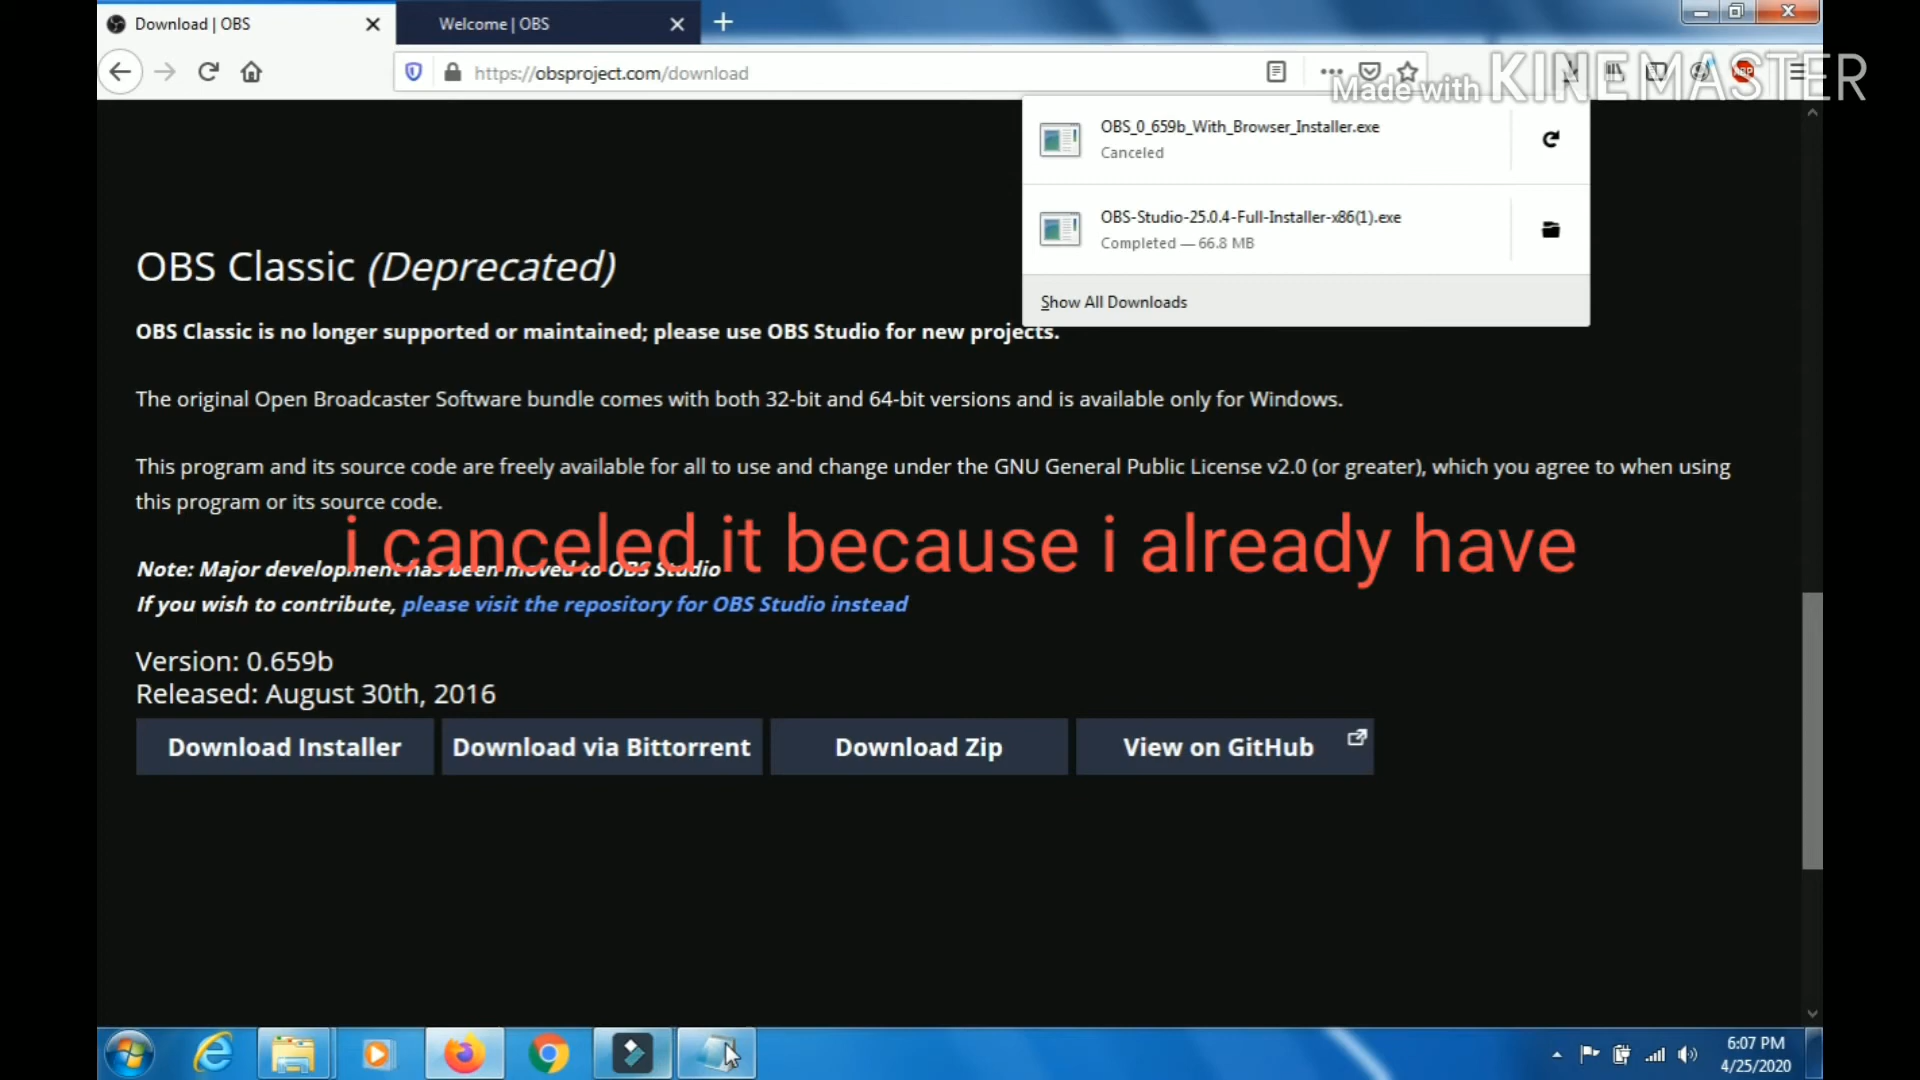 Download | OBS
Welcome | OBS
https://obsproject.com/download
Made with KINEMASTER
ABP
OBS_0_659b_With_Browser_Installer.exe
Canceled
OBS-Studio-25.0.4-Full-Installer-x86(1).exe
Completed — 66.8 MB
Show All Downloads
OBS Classic (Deprecated)
OBS Classic is no longer supported or maintained; please use OBS Studio for new projects.
The original Open Broadcaster Software bundle comes with both 32-bit and 64-bit versions and is available only for Windows.
This program and its source code are freely available for all to use and change under the GNU General Public License v2.0 (or greater), which you agree to when using
this program or its source code.
i canceled it because i already have
Note: Major development has been moved to OBS Studio
If you wish to contribute, please visit the repository for OBS Studio instead
Version: 0.659b
Released: August 30th, 2016
Download Installer
Download via Bittorrent
Download Zip
View on GitHub
6:07 PM
4/25/2020